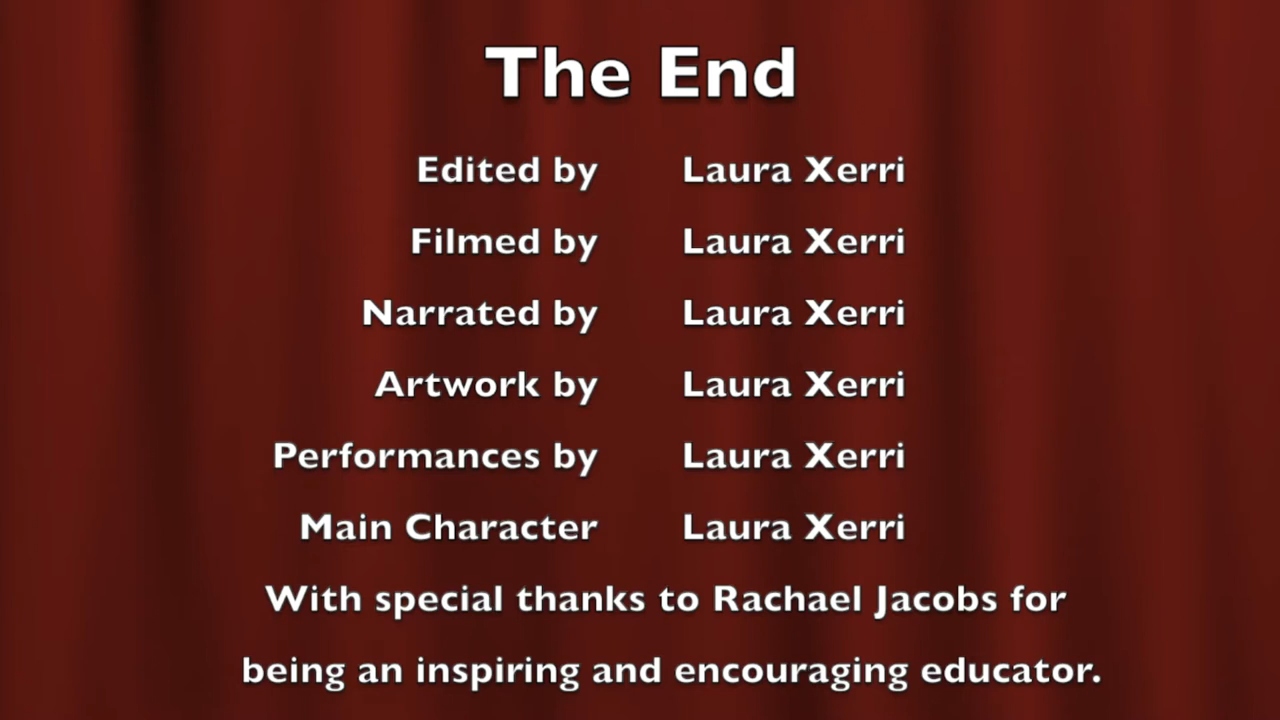 The End
Edited by Laura Xerri
Filmed by Laura Xerri
Narrated by Laura Xerri
Artwork by Laura Xerri
Performances by Laura Xerri
Main Character Laura Xerri
With special thanks to Rachael Jacobs for
being an inspiring and encouraging educator.